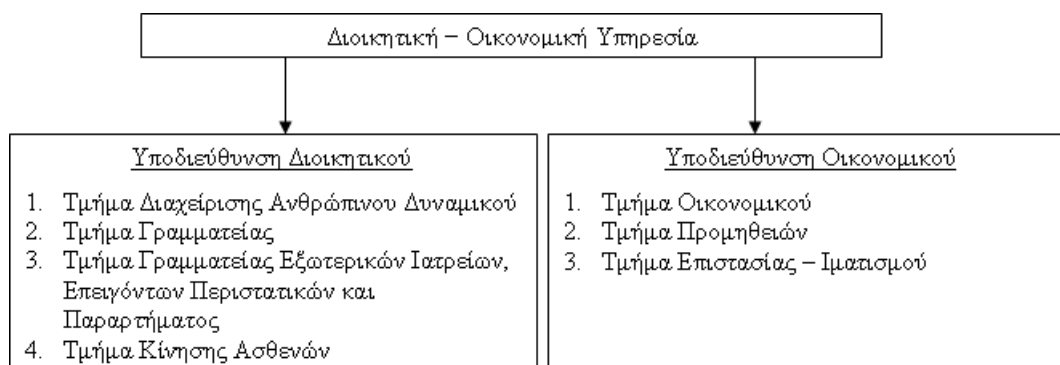 Διοικητική – Οικονομική Υπηρεσία
Υποδιεύθυνση Διοικητικού
1. Τμήμα Διαχείρισης Ανθρώπινου Δυναμικού
2. Τμήμα Γραμματείας
3. Τμήμα Γραμματείας Εξωτερικών Ιατρείων,
Επειγόντων Περιστατικών και
Παραρτήματος
4. Τμήμα Κίνησης Ασθενών
Υποδιεύθυνση Οικονομικού
1. Τμήμα Οικονομικού
2. Τμήμα Προμηθειών
3. Τμήμα Επιστασίας – Ιματισμού